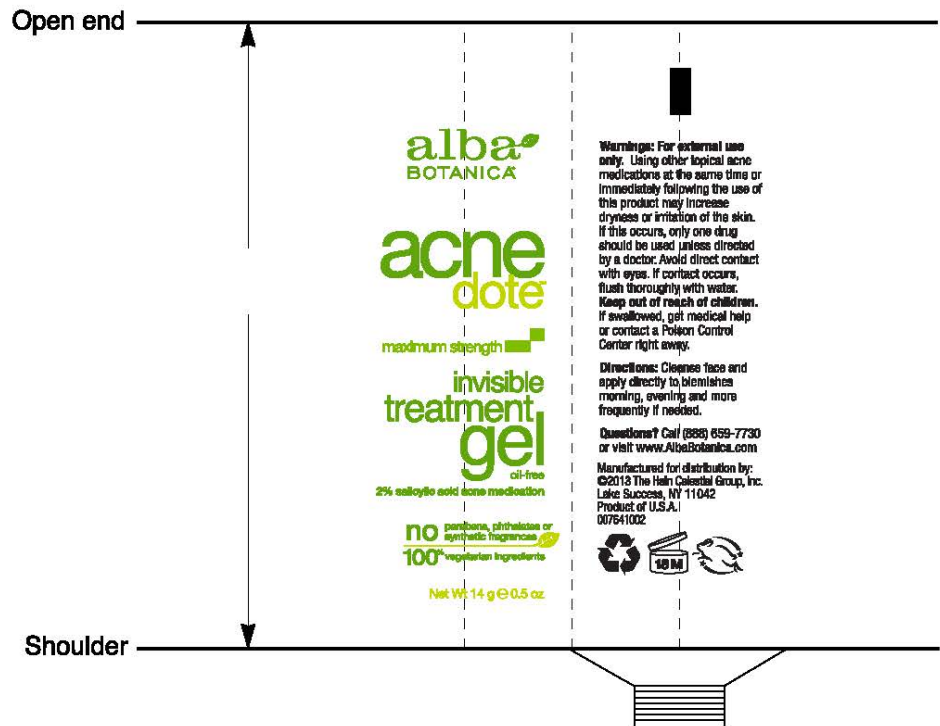 Open end
alba
BOTANICA™
acne
dote™
maximum strength
invisible
treatment
gel
oil-free
2% salicylic acid acne medication
no parabens, phthalates or
synthetic fragrances
100% vegetarian ingredients
Net Wt 14 g ℮ 0.5 oz
Warnings: For external use
only. Using other topical acne
medications at the same time or
immediately following the use of
this product may increase
dryness or irritation of the skin.
If this occurs, only one drug
should be used unless directed
by a doctor. Avoid direct contact
with eyes. If contact occurs,
flush thoroughly with water.
Keep out of reach of children.
If swallowed, get medical help
or contact a Poison Control
Center right away.
Directions: Cleanse face and
apply directly to blemishes
morning, evening and more
frequently if needed.
Questions? Call (888) 659-7730
or visit www.AlbaBotanica.com
Manufactured for distribution by:
©2013 The Hain Celestial Group, Inc.
Lake Success, NY 11042
Product of U.S.A.
007641002
18 M
Shoulder